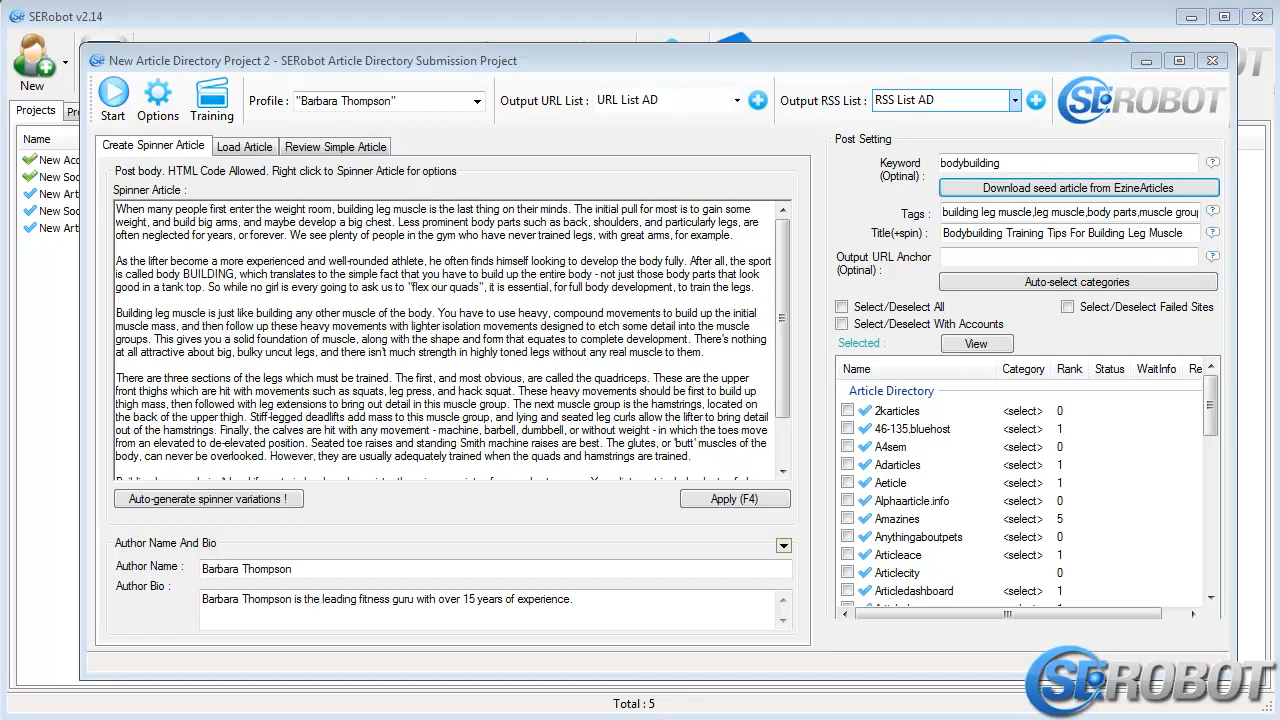 SERobot v2.14
New
Projects
Name
New Acc
New Soc
New Art
New Soc
New Art
New Article Directory Project 2 - SERobot Article Directory Submission Project
Start
Options
Training
Profile :
"Barbara Thompson"
Output URL List :
URL List AD
Output RSS List :
RSS List AD
SEROBOT
Create Spinner Article
Load Article
Review Simple Article
Post body. HTML Code Allowed. Right click to Spinner Article for options
Spinner Article :
When many people first enter the weight room, building leg muscle is the last thing on their minds. The initial pull for most is to gain some
weight, and build big arms, and maybe develop a big chest. Less prominent body parts such as back, shoulders, and particularly legs, are
often neglected for years, or forever. We see plenty of people in the gym who have never trained legs, with great arms, for example.
As the lifter become a more experienced and well-rounded athlete, he often finds himself looking to develop the body fully. After all, the sport
is called body BUILDING, which translates to the simple fact that you have to build up the entire body - not just those body parts that look
good in a tank top. So while no girl is every going to ask us to "flex our quads", it is essential, for full body development, to train the legs.
Building leg muscle is just like building any other muscle of the body. You have to use heavy, compound movements to build up the initial
muscle mass, and then follow up these heavy movements with lighter isolation movements designed to etch some detail into the muscle
groups. This gives you a solid foundation of muscle, along with the shape and form that equates to complete development. There's nothing
at all attractive about big, bulky uncut legs, and there isn't much strength in highly toned legs without any real muscle to them.
There are three sections of the legs which must be trained. The first, and most obvious, are called the quadriceps. These are the upper
front thighs which are hit with movements such as squats, leg press, and hack squat. These heavy movements should be first to build up
thigh mass, then followed with leg extensions to bring out detail in this muscle group. The next muscle group is the hamstrings, located on
the back of the upper thigh. Stiff-legged deadlifts add mass to this muscle group, and lying and seated leg curls allow the lifter to bring detail
out of the hamstrings. Finally, the calves are hit with any movement - machine, barbell, dumbbell, or without weight - in which the toes move
from an elevated to de-elevated position. Seated toe raises and standing Smith machine raises are best. The glutes, or 'butt' muscles of the
body, can never be overlooked. However, they are usually adequately trained when the quads and hamstrings are trained.
Auto-generate spinner variations !
Apply (F4)
Author Name And Bio
Author Name :
Barbara Thompson
Author Bio :
Barbara Thompson is the leading fitness guru with over 15 years of experience.
Post Setting
Keyword
(Optinal) :
bodybuilding
Download seed article from EzineArticles
Tags :
building leg muscle,leg muscle,body parts,muscle group
Title(+spin) :
Bodybuilding Training Tips For Building Leg Muscle
Output URL Anchor
(Optinal) :
Auto-select categories
Select/Deselect All
Select/Deselect Failed Sites
Select/Deselect With Accounts
Selected :
View
Name Category Rank Status WaitInfo Re
Article Directory
2karticles <select> 0
46-135.bluehost <select> 1
A4sem <select> 0
Adarticles <select> 1
Aeticle <select> 1
Alphaarticle.info <select> 0
Amazines <select> 5
Anythingaboutpets <select> 0
Articleace <select> 1
Articlecity 0
Articledashboard <select> 1
Total : 5
SEROBOT